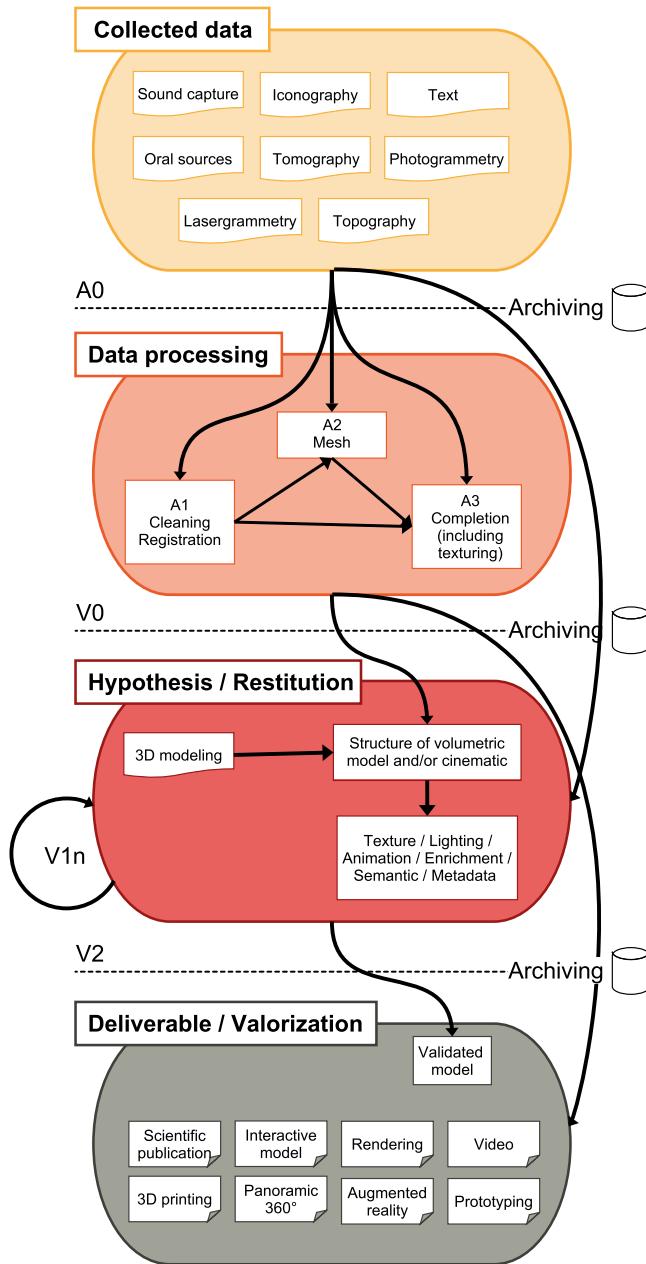 Collected data
Sound capture
Iconography
Text
Oral sources
Tomography
Photogrammetry
Lasergrammetry
Topography
A0
Archiving
Data processing
A2
Mesh
A1
Cleaning
Registration
A3
Completion
(including
texturing)
V0
Archiving
Hypothesis / Restitution
3D modeling
Structure of volumetric
model and/or cinematic
V1n
Texture / Lighting /
Animation / Enrichment /
Semantic / Metadata
V2
Archiving
Deliverable / Valorization
Validated
model
Scientific
publication
Interactive
model
Rendering
Video
3D printing
Panoramic
360°
Augmented
reality
Prototyping